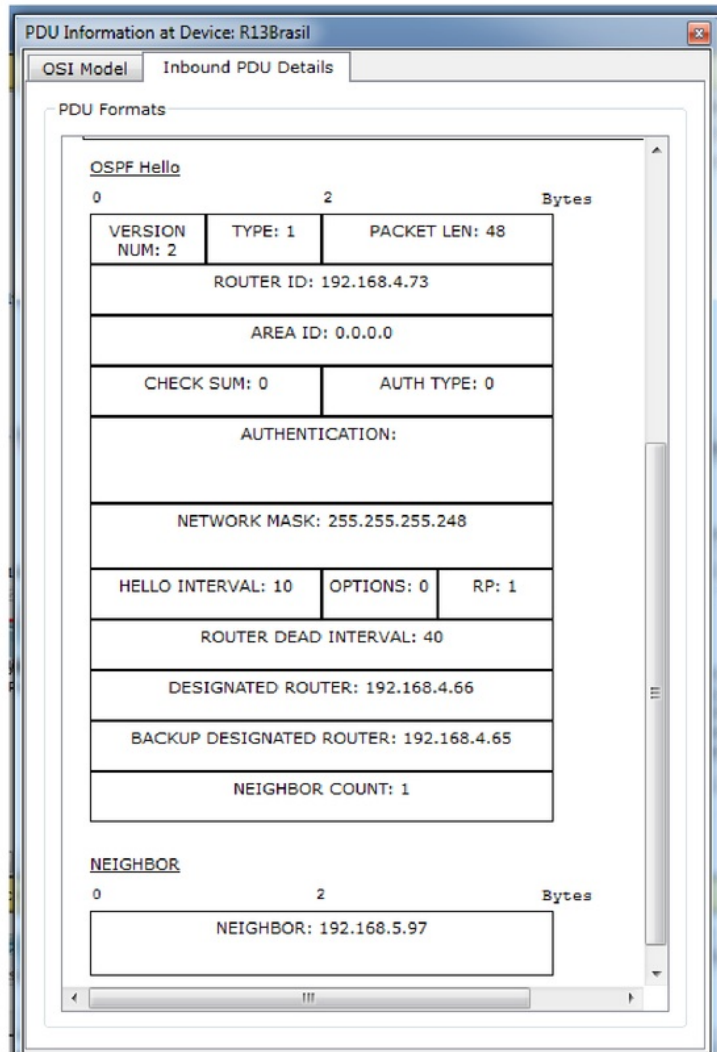 PDU Information at Device: R13Brasil
OSI Model Inbound PDU Details
PDU Formats
OSPF Hello
0 2 Bytes
VERSION NUM: 2 TYPE: 1 PACKET LEN: 48
ROUTER ID: 192.168.4.73
AREA ID: 0.0.0.0
CHECK SUM: 0 AUTH TYPE: 0
AUTHENTICATION:
NETWORK MASK: 255.255.255.248
HELLO INTERVAL: 10 OPTIONS: 0 RP: 1
ROUTER DEAD INTERVAL: 40
DESIGNATED ROUTER: 192.168.4.66
BACKUP DESIGNATED ROUTER: 192.168.4.65
NEIGHBOR COUNT: 1
NEIGHBOR
0 2 Bytes
NEIGHBOR: 192.168.5.97